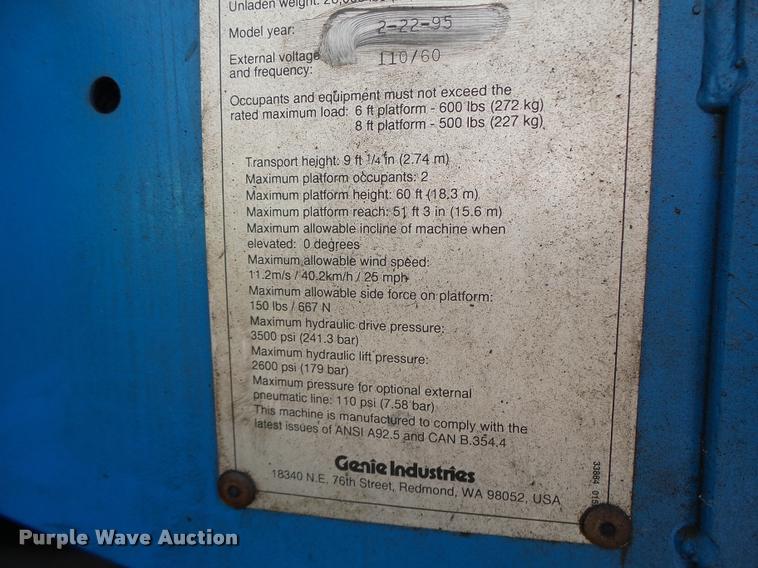 Unladen weight:
Model year: 2-22-95
External voltage 110/60
and frequency:
Occupants and equipment must not exceed the
rated maximum load: 6 ft platform - 600 lbs (272 kg)
8 ft platform - 500 lbs (227 kg)
Transport height: 9 ft 1/4 in (2.74 m)
Maximum platform occupants: 2
Maximum platform height: 60 ft (18.3 m)
Maximum platform reach: 51 ft 3 in (15.6 m)
Maximum allowable incline of machine when
elevated: 0 degrees
Maximum allowable wind speed:
11.2m/s / 40.2km/h / 25 mph
Maximum allowable side force on platform:
150 lbs / 667 N
Maximum hydraulic drive pressure:
3500 psi (241.3 bar)
Maximum hydraulic lift pressure:
2600 psi (179 bar)
Maximum pressure for optional external
pneumatic line: 110 psi (7.58 bar)
This machine is manufactured to comply with the
latest issues of ANSI A92.5 and CAN B.354.4
Genie Industries
18340 N.E. 76th Street, Redmond, WA 98052, USA
33884
Purple Wave Auction